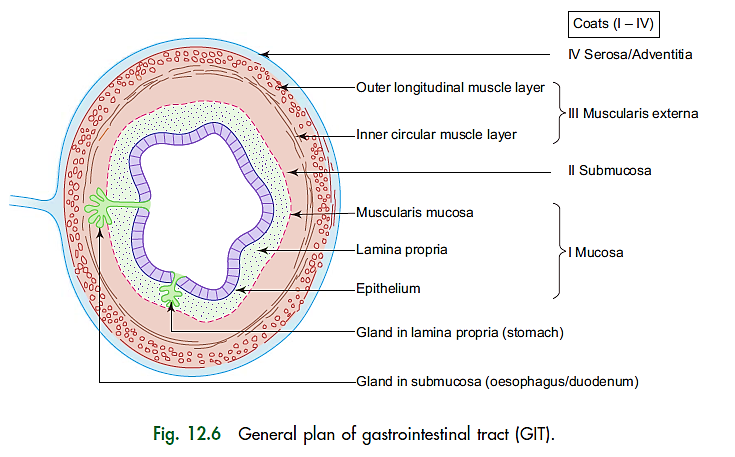 Coats (I – IV)
IV Serosa/Adventitia
Outer longitudinal muscle layer
III Muscularis externa
Inner circular muscle layer
II Submucosa
Muscularis mucosa
Lamina propria
I Mucosa
Epithelium
Gland in lamina propria (stomach)
Gland in submucosa (oesophagus/duodenum)
Fig. 12.6 General plan of gastrointestinal tract (GIT).